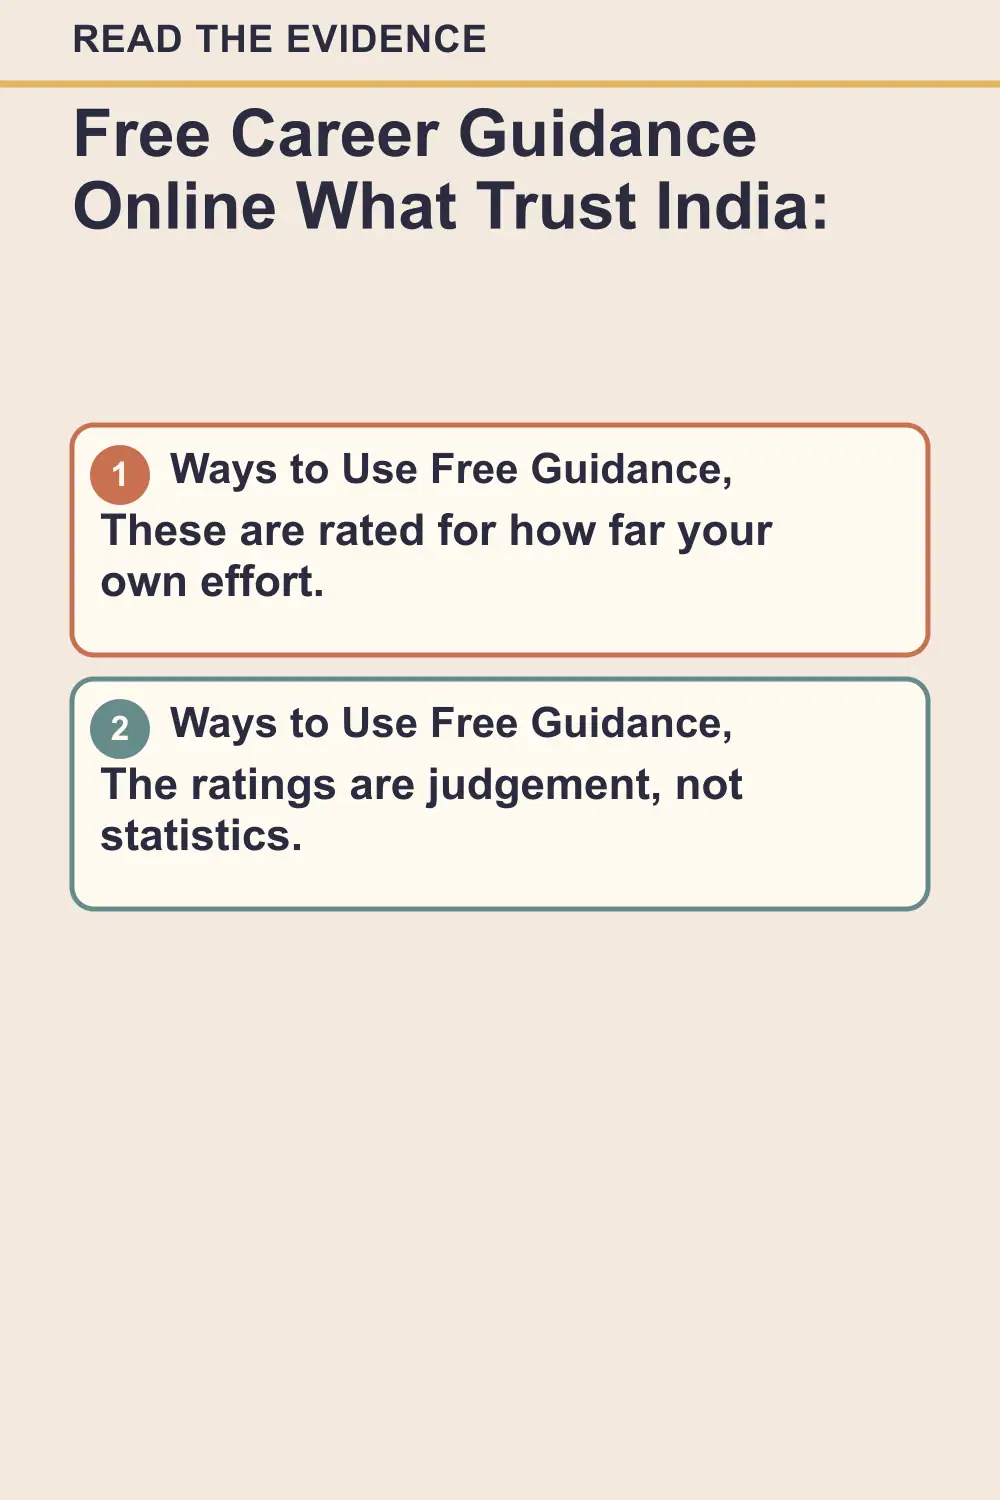 READ THE EVIDENCE
Free Career Guidance
Online What Trust India:
1 Ways to Use Free Guidance,
These are rated for how far your
own effort.
2 Ways to Use Free Guidance,
The ratings are judgement, not
statistics.